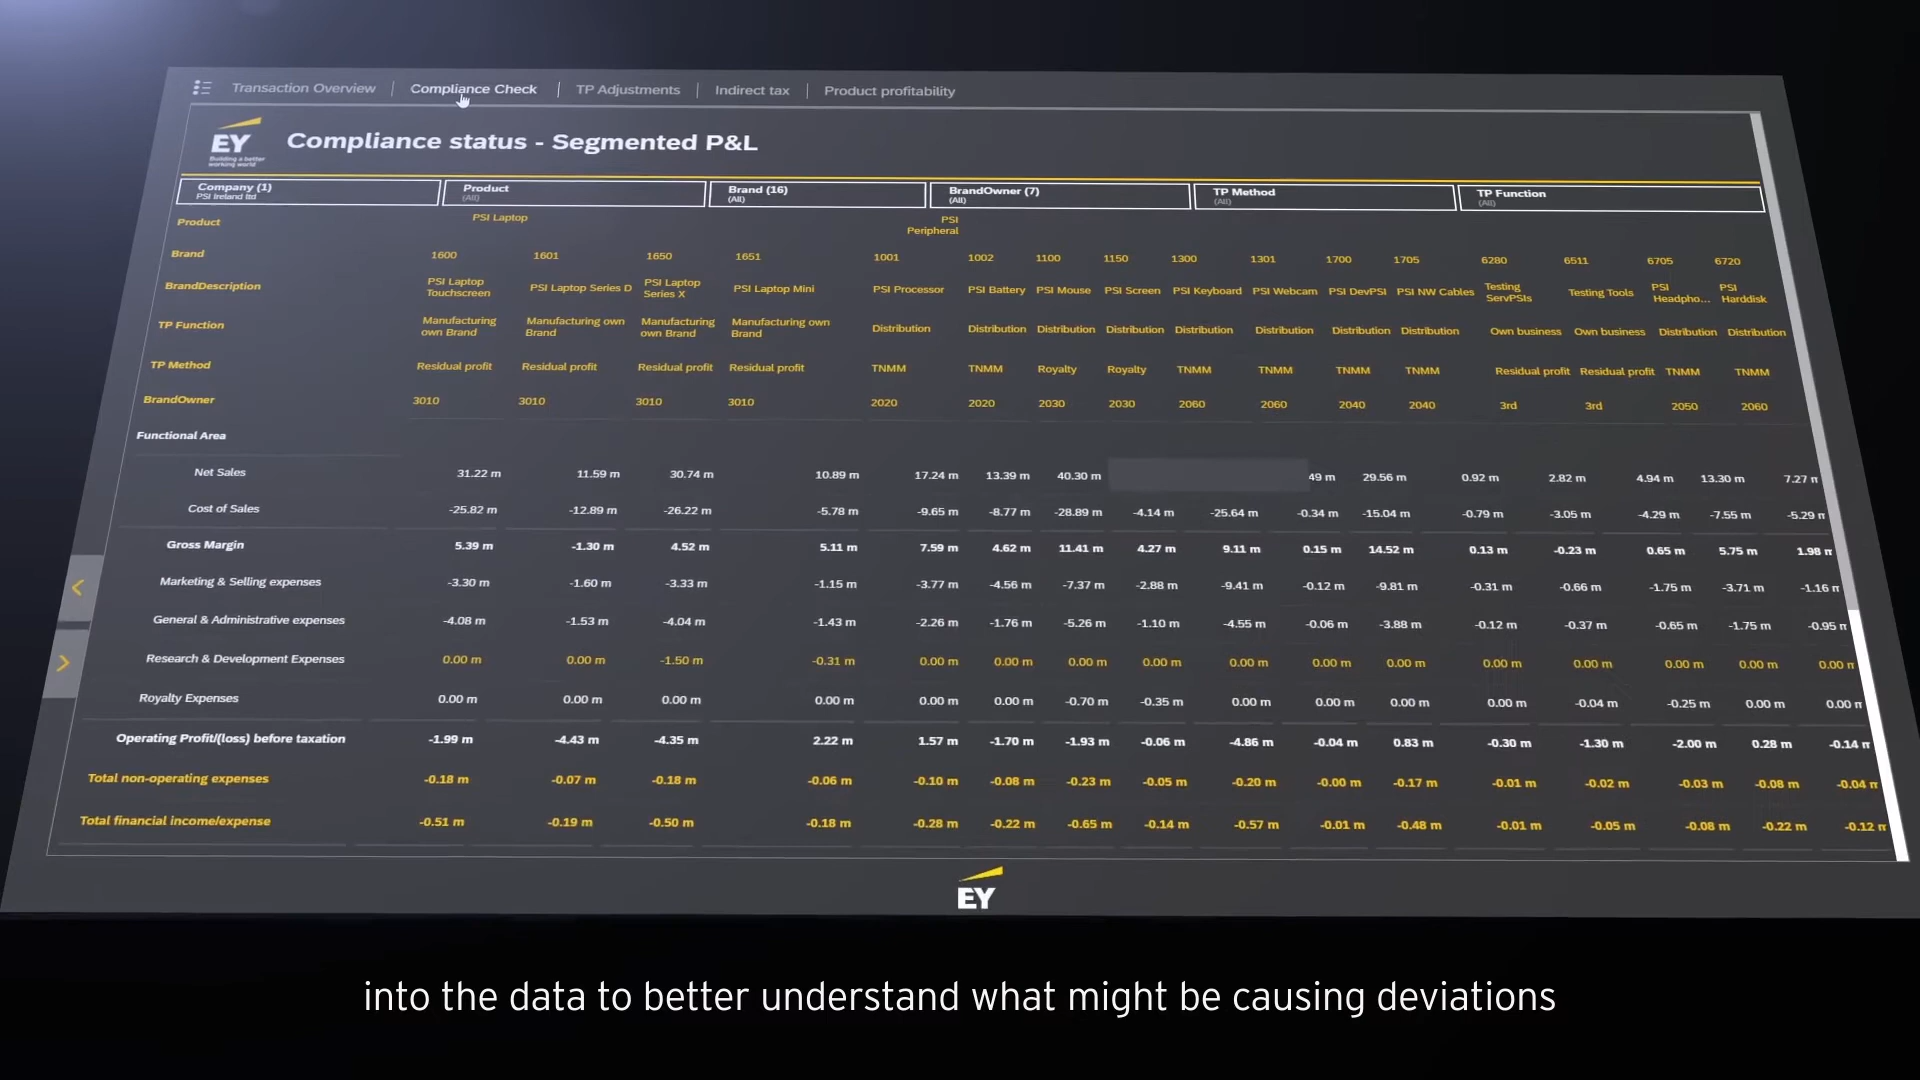 Transaction Overview | Compliance Check | TP Adjustments | Indirect tax | Product profitability
EY
Building a better
working world
Compliance status - Segmented P&L
Company (1) Product Brand (16) BrandOwner (7) TP Method TP Function
PSI Ireland ltd (All) (All) (All) (All) (All)
Product PSI Laptop PSI
Peripheral
Brand 1600 1601 1650 1651 1001 1002 1100 1150 1300 1301 1700 1705 6280 6511 6705 6720
BrandDescription PSI Laptop
Touchscreen PSI Laptop Series D PSI Laptop
Series X PSI Laptop Mini PSI Processor PSI Battery PSI Mouse PSI Screen PSI Keyboard PSI Webcam PSI DevPSI PSI NW Cables Testing
ServPSIs Testing Tools PSI
Headpho... PSI
Harddisk
TP Function Manufacturing
own Brand Manufacturing own
Brand Manufacturing
own Brand Manufacturing own
Brand Distribution Distribution Distribution Distribution Distribution Distribution Distribution Distribution Own business Own business Distribution Distribution
TP Method Residual profit Residual profit Residual profit Residual profit TNMM TNMM Royalty Royalty TNMM TNMM TNMM TNMM Residual profit Residual profit TNMM TNMM
BrandOwner 3010 3010 3010 3010 2020 2020 2030 2030 2060 2060 2040 2040 3rd 3rd 2050 2060
Functional Area
Net Sales 31.22 m 11.59 m 30.74 m 10.89 m 17.24 m 13.39 m 40.30 m 49 m 29.56 m 0.92 m 2.82 m 4.94 m 13.30 m 7.27 m
Cost of Sales -25.82 m -12.89 m -26.22 m -5.78 m -9.65 m -8.77 m -28.89 m -4.14 m -25.64 m -0.34 m -15.04 m -0.79 m -3.05 m -4.29 m -7.55 m -5.29 m
Gross Margin 5.39 m -1.30 m 4.52 m 5.11 m 7.59 m 4.62 m 11.41 m 4.27 m 9.11 m 0.15 m 14.52 m 0.13 m -0.23 m 0.65 m 5.75 m 1.98 m
Marketing & Selling expenses -3.30 m -1.60 m -3.33 m -1.15 m -3.77 m -4.56 m -7.37 m -2.88 m -9.41 m -0.12 m -9.81 m -0.31 m -0.66 m -1.75 m -3.71 m -1.16 m
General & Administrative expenses -4.08 m -1.53 m -4.04 m -1.43 m -2.26 m -1.76 m -5.26 m -1.10 m -4.55 m -0.06 m -3.88 m -0.12 m -0.37 m -0.65 m -1.75 m -0.95 m
Research & Development Expenses 0.00 m 0.00 m -1.50 m -0.31 m 0.00 m 0.00 m 0.00 m 0.00 m 0.00 m 0.00 m 0.00 m 0.00 m 0.00 m 0.00 m 0.00 m 0.00 m
Royalty Expenses 0.00 m 0.00 m 0.00 m 0.00 m 0.00 m 0.00 m -0.70 m -0.35 m 0.00 m 0.00 m 0.00 m 0.00 m -0.04 m -0.25 m 0.00 m 0.00 m
Operating Profit/(loss) before taxation -1.99 m -4.43 m -4.35 m 2.22 m 1.57 m -1.70 m -1.93 m -0.06 m -4.86 m -0.04 m 0.83 m -0.30 m -1.30 m -2.00 m 0.28 m -0.14 m
Total non-operating expenses -0.18 m -0.07 m -0.18 m -0.06 m -0.10 m -0.08 m -0.23 m -0.05 m -0.20 m -0.00 m -0.17 m -0.01 m -0.02 m -0.03 m -0.08 m -0.04 m
Total financial income/expense -0.51 m -0.19 m -0.50 m -0.18 m -0.28 m -0.22 m -0.65 m -0.14 m -0.57 m -0.01 m -0.48 m -0.01 m -0.05 m -0.08 m -0.22 m -0.12 m
EY
into the data to better understand what might be causing deviations